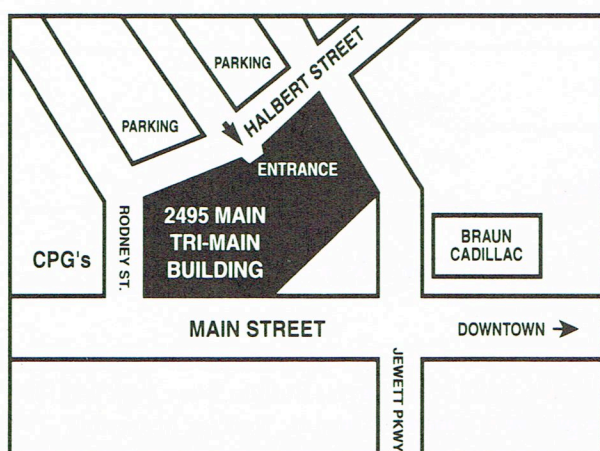 PARKING
PARKING
HALBERT STREET
ENTRANCE
2495 MAIN
TRI-MAIN
BUILDING
RODNEY ST.
CPG's
BRAUN
CADILLAC
MAIN STREET
DOWNTOWN
JEWETT PKWY